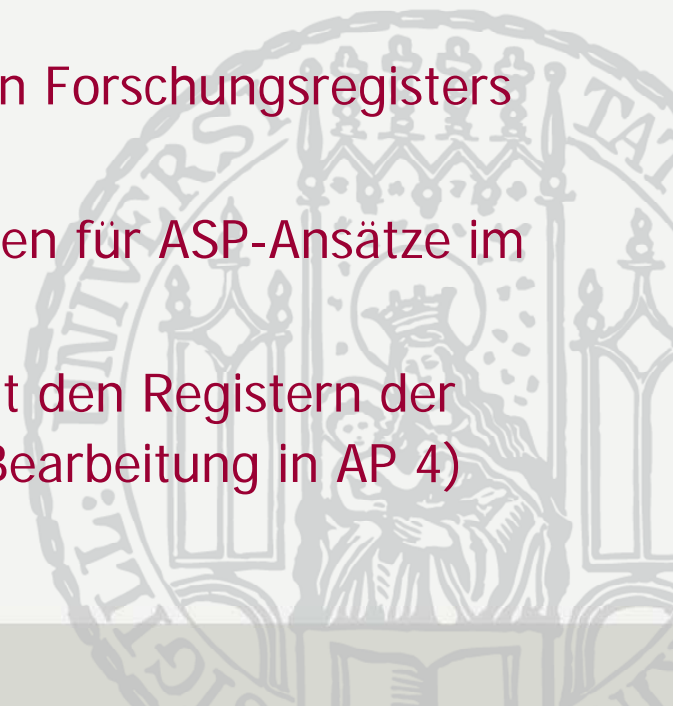 n Forschungsregisters
en für ASP-Ansätze im
t den Registern der
Bearbeitung in AP 4)